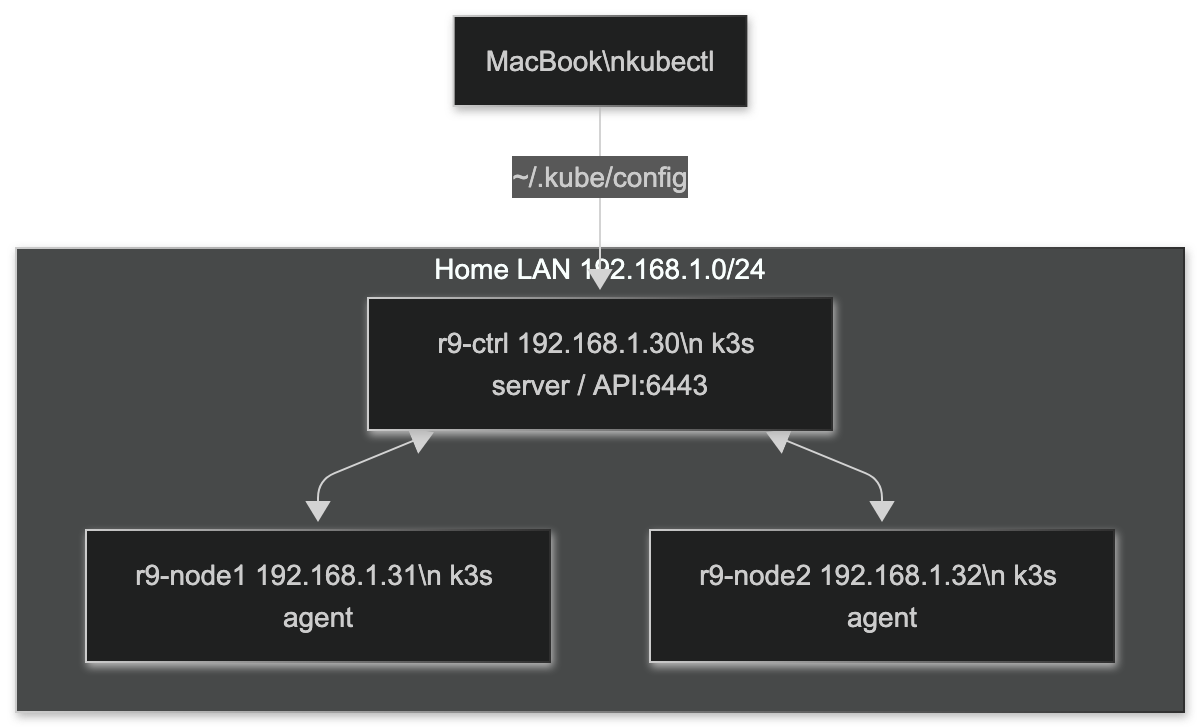 MacBook\nkubectl
~/.kube/config
Home LAN 192.168.1.0/24
r9-ctrl 192.168.1.30\n k3s
server / API:6443
r9-node1 192.168.1.31\n k3s
agent
r9-node2 192.168.1.32\n k3s
agent